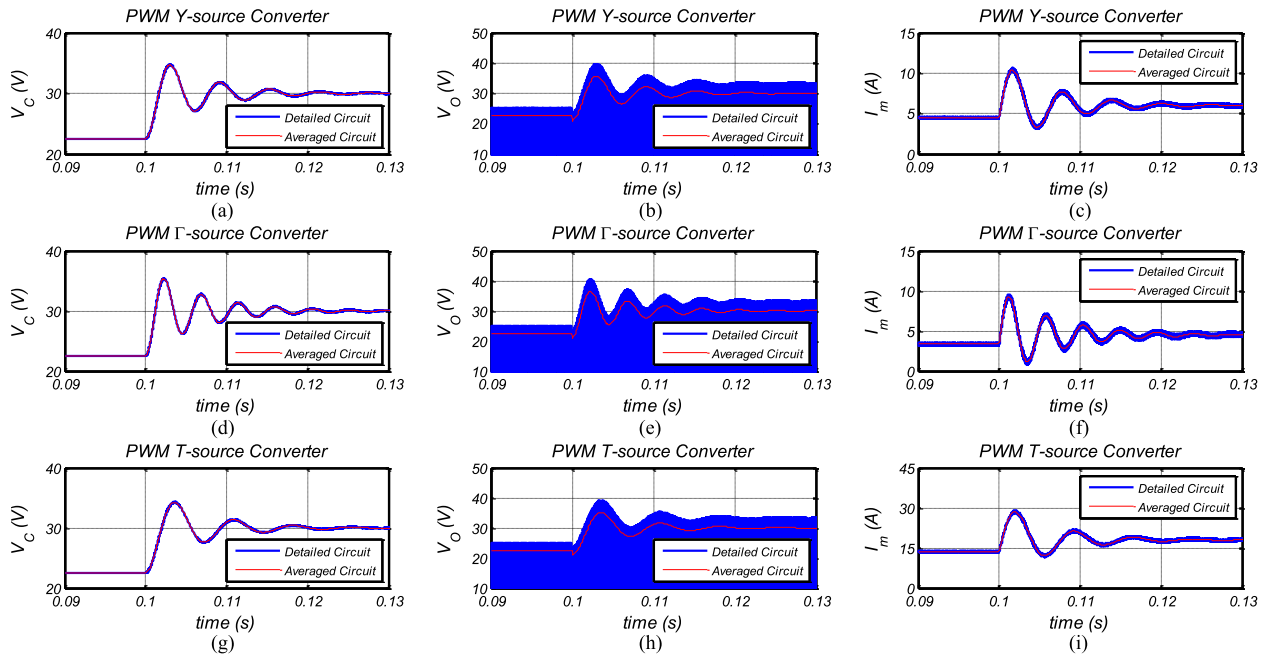 PWM Y-source Converter
40
30
20
V_C (V)
Detailed Circuit
Averaged Circuit
0.09 0.1 0.11 0.12 0.13
time (s)
(a)
PWM Y-source Converter
50
40
30
20
10
V_O (V)
Detailed Circuit
Averaged Circuit
0.09 0.1 0.11 0.12 0.13
time (s)
(b)
PWM Y-source Converter
15
10
5
0
I_m (A)
Detailed Circuit
Averaged Circuit
0.09 0.1 0.11 0.12 0.13
time (s)
(c)
PWM Γ-source Converter
40
30
20
V_C (V)
Detailed Circuit
Averaged Circuit
0.09 0.1 0.11 0.12 0.13
time (s)
(d)
PWM Γ-source Converter
50
40
30
20
10
V_O (V)
Detailed Circuit
Averaged Circuit
0.09 0.1 0.11 0.12 0.13
time (s)
(e)
PWM Γ-source Converter
15
10
5
0
I_m (A)
Detailed Circuit
Averaged Circuit
0.09 0.1 0.11 0.12 0.13
time (s)
(f)
PWM T-source Converter
40
30
20
V_C (V)
Detailed Circuit
Averaged Circuit
0.09 0.1 0.11 0.12 0.13
time (s)
(g)
PWM T-source Converter
50
40
30
20
10
V_O (V)
Detailed Circuit
Averaged Circuit
0.09 0.1 0.11 0.12 0.13
time (s)
(h)
PWM T-source Converter
45
30
15
0
I_m (A)
Detailed Circuit
Averaged Circuit
0.09 0.1 0.11 0.12 0.13
time (s)
(i)